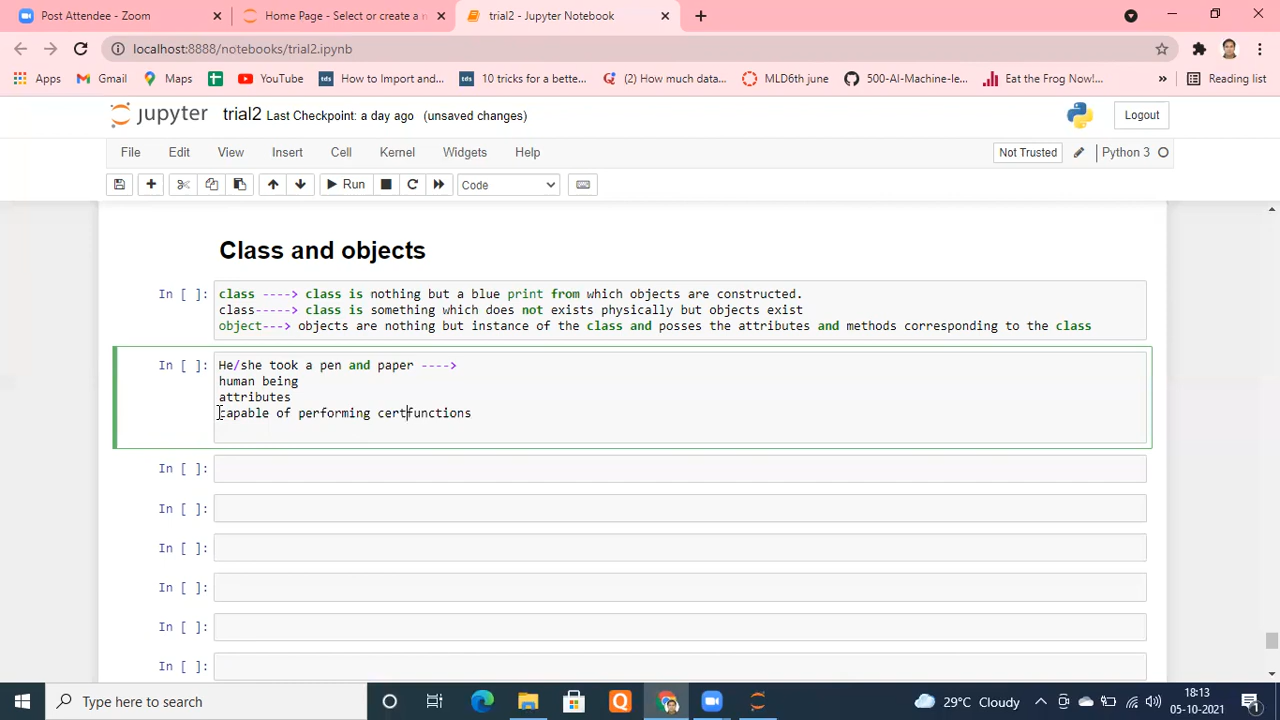 Post Attendee - Zoom
Home Page - Select or create a n
trial2 - Jupyter Notebook
localhost:8888/notebooks/trial2.ipynb
Apps
Gmail
Maps
YouTube
tds How to Import and...
tds 10 tricks for a bette...
(2) How much data...
MLD6th june
500-AI-Machine-le...
Eat the Frog Now!...
»
Reading list
jupyter trial2 Last Checkpoint: a day ago (unsaved changes)
Logout
File Edit View Insert Cell Kernel Widgets Help
Not Trusted
Python 3
Run
Code
Class and objects
In [ ]: class ----> class is nothing but a blue print from which objects are constructed.
class-----> class is something which does not exists physically but objects exist
object---> objects are nothing but instance of the class and posses the attributes and methods corresponding to the class
In [ ]: He/she took a pen and paper ---->
human being
attributes
capable of performing certfunctions
In [ ]:
In [ ]:
In [ ]:
In [ ]:
In [ ]:
In [ ]:
Type here to search
Q
29°C Cloudy
18:13
05-10-2021
1